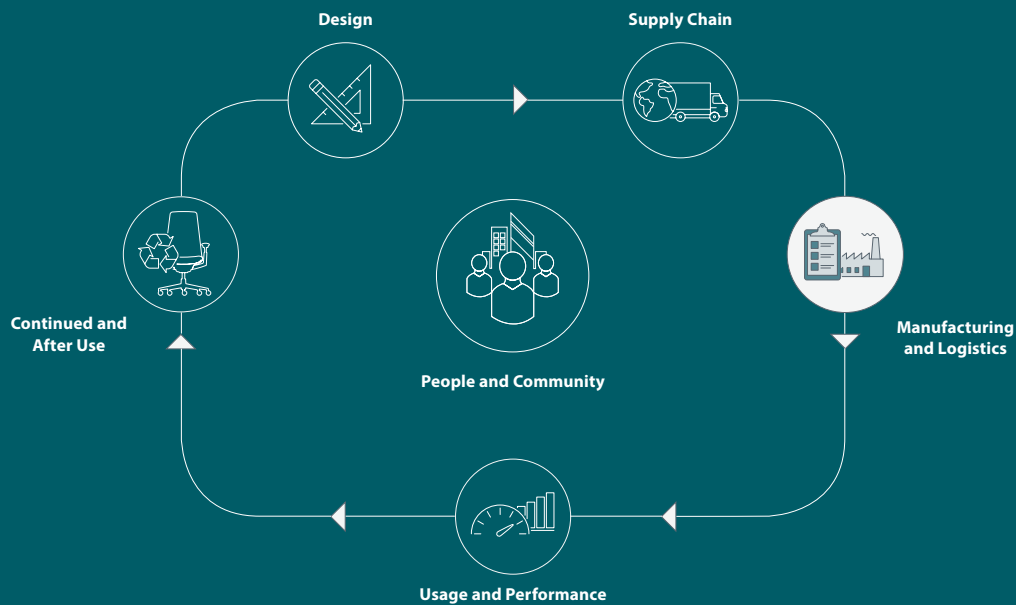 Design
Supply Chain
Continued and
After Use
Manufacturing
and Logistics
People and Community
Usage and Performance